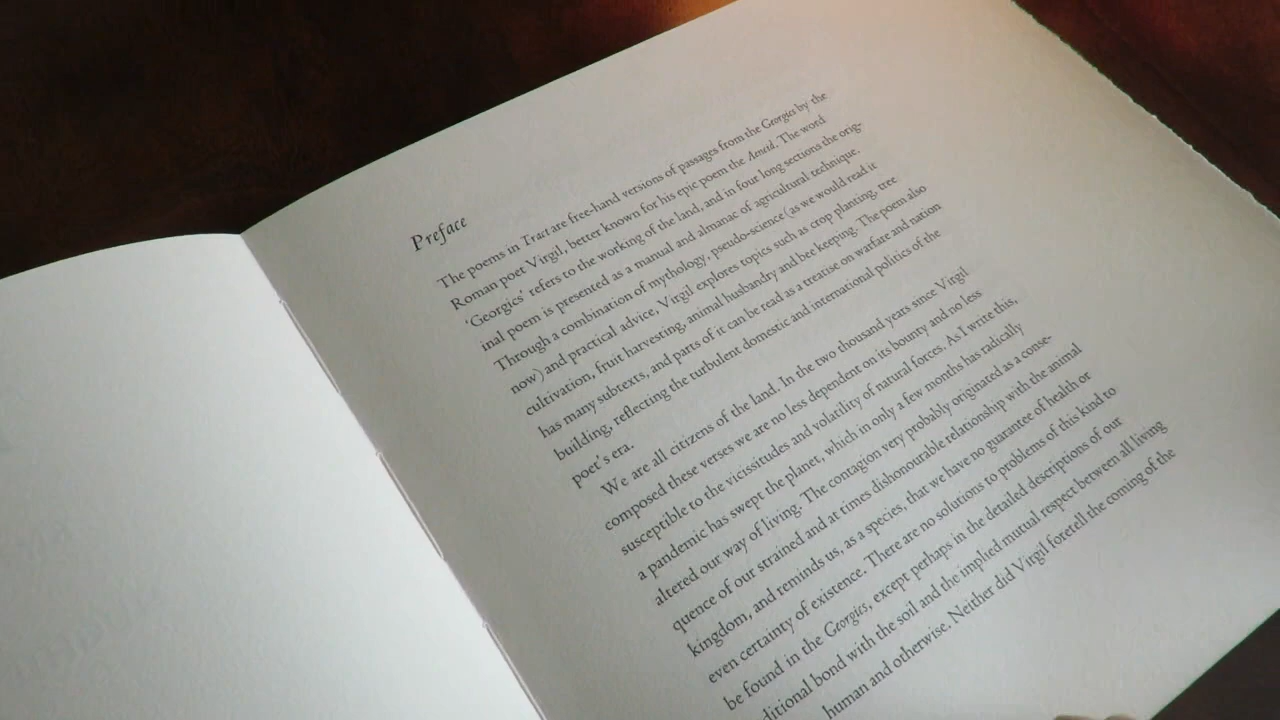 Preface
The poems in Tract are free-hand versions of passages from the Georgics by the
Roman poet Virgil, better known for his epic poem the Aeneid. The word
‘Georgics’ refers to the working of the land, and in four long sections the orig-
inal poem is presented as a manual and almanac of agricultural technique.
Through a combination of mythology, pseudo-science (as we would read it
now) and practical advice, Virgil explores topics such as crop planting, tree
cultivation, fruit harvesting, animal husbandry and bee keeping. The poem also
has many subtexts, and parts of it can be read as a treatise on warfare and nation
building, reflecting the turbulent domestic and international politics of the
poet's era.
We are all citizens of the land. In the two thousand years since Virgil
composed these verses we are no less dependent on its bounty and no less
susceptible to the vicissitudes and volatility of natural forces. As I write this,
a pandemic has swept the planet, which in only a few months has radically
altered our way of living. The contagion very probably originated as a conse-
quence of our strained and at times dishonourable relationship with the animal
kingdom, and reminds us, as a species, that we have no guarantee of health or
even certainty of existence. There are no solutions to problems of this kind to
be found in the Georgics, except perhaps in the detailed descriptions of our
ditional bond with the soil and the implied mutual respect between all living
human and otherwise. Neither did Virgil foretell the coming of the